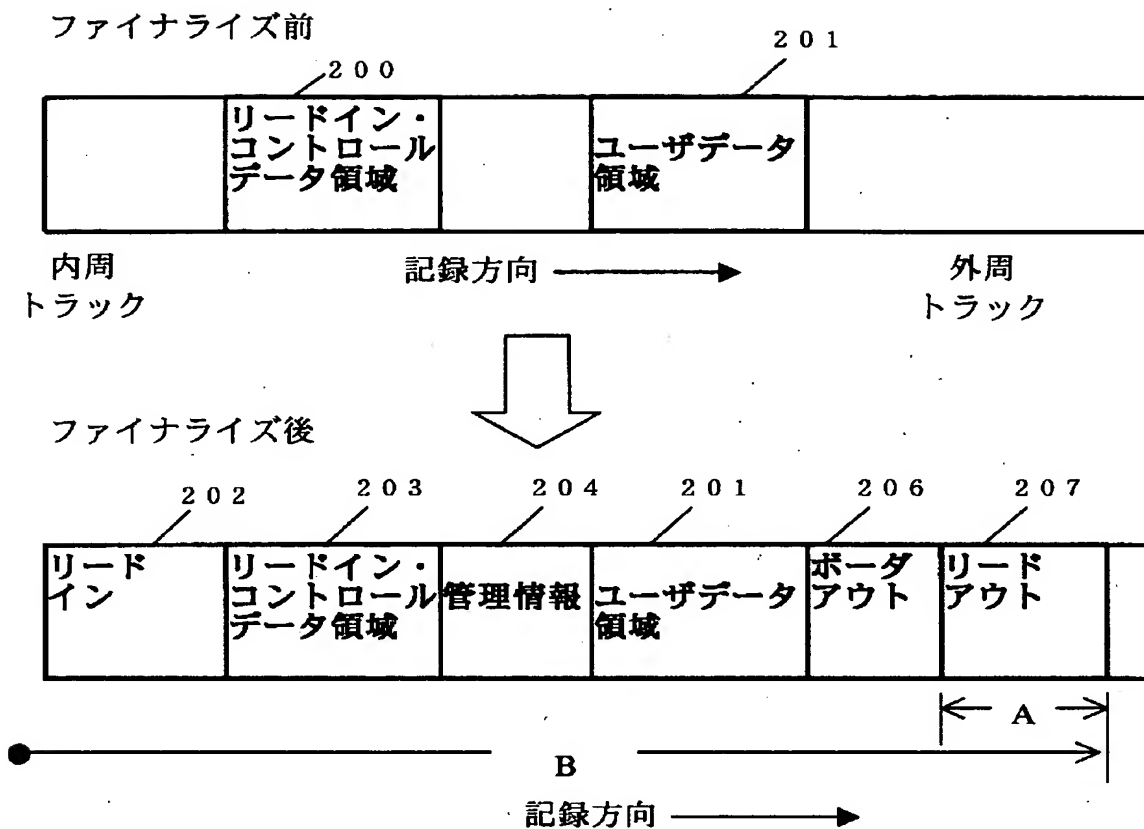 ファイナライズ前
200
201
リードイン・
コントロール
データ領域
ユーザデータ
領域
内周
トラック
記録方向
外周
トラック
ファイナライズ後
202
203
204
201
206
207
リード
イン
リードイン・
コントロール
データ領域
管理情報
ユーザデータ
領域
ボーダ
アウト
リード
アウト
A
B
記録方向